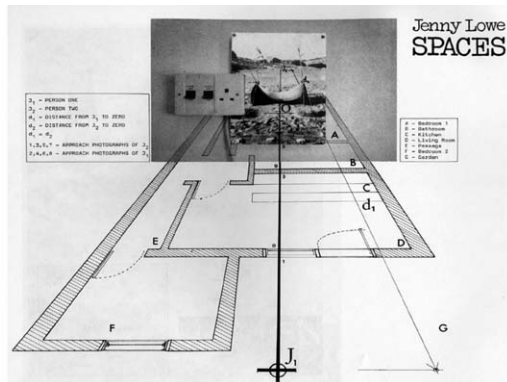 Jenny Lowe
SPACES
J₁ - PERSON ONE
J₂ - PERSON TWO
d₁ - DISTANCE FROM J₁ TO ZERO
d₂ - DISTANCE FROM J₂ TO ZERO
d₁ = d₂
1,3,5,7 - APPROACH PHOTOGRAPHS OF J₂
2,4,6,8 - APPROACH PHOTOGRAPHS OF J₁
A - Bedroom 1
B - Bathroom
C - Kitchen
D - Living Room
E - Passage
F - Bedroom 2
G - Garden
O
A
B
C
d₁
E
D
F
G
J₁